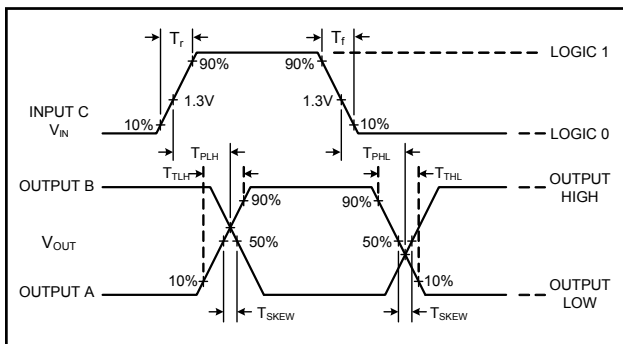 Tr
Tf
90%
90%
LOGIC 1
1.3V
1.3V
INPUT C
VIN
10%
10%
LOGIC 0
TPLH
TPHL
TTLH
TTHL
OUTPUT B
OUTPUT
HIGH
90%
90%
VOUT
50%
50%
10%
10%
OUTPUT A
OUTPUT
LOW
TSKEW
TSKEW